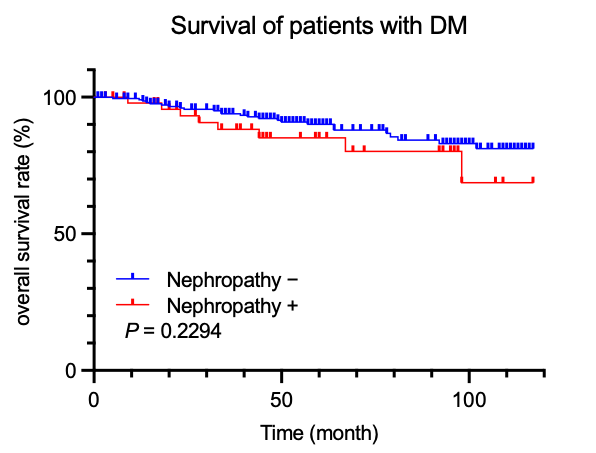 Survival of patients with DM
overall survival rate (%)
100
50
0
Nephropathy −
Nephropathy +
P = 0.2294
0 50 100
Time (month)